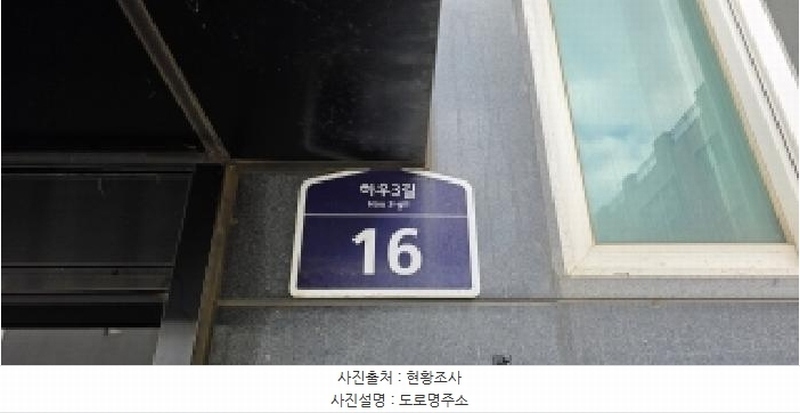 하우3길
16
사진출처 : 현황조사
사진설명 : 도로명주소